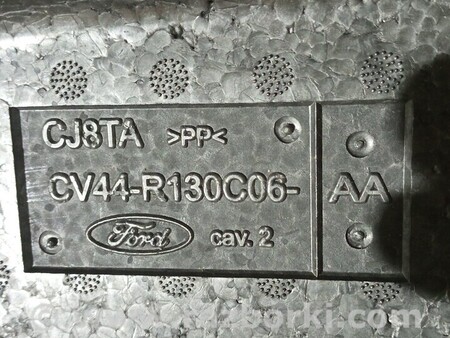 CJ8TA >PP<
CV44-R130C06- AA
Ford cav. 2